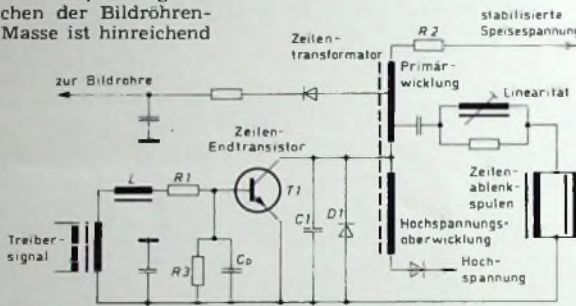 chen der Bildröhren-
Masse ist hinreichend
stabilisierte
Speisespannung
Zeilen-
transformator
R2
Primär-
wicklung
Linearität
zur Bildröhre
Zeilen-
Endtransistor
L
R1
T1
C1
D1
Zeilen-
ablenk-
spulen
Treiber-
signal
R3
Hochspannungs-
oberwicklung
Hoch-
spannung